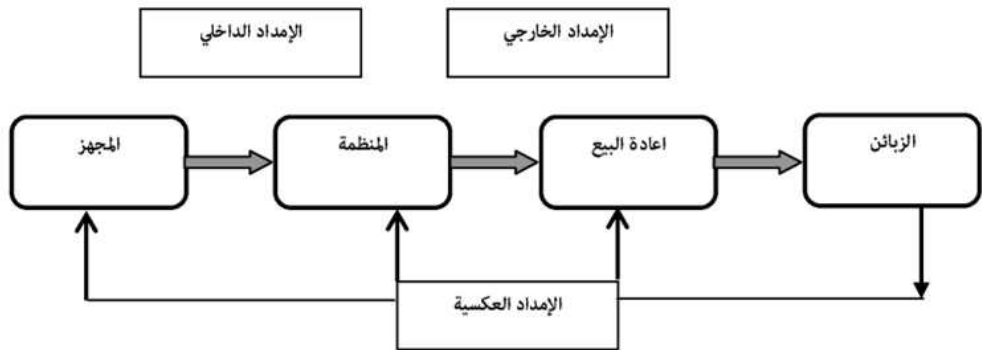 الإمداد الداخلي
الإمداد الخارجي
المجهز
المنظمة
اعادة البيع
الزبائن
الإمداد العكسية